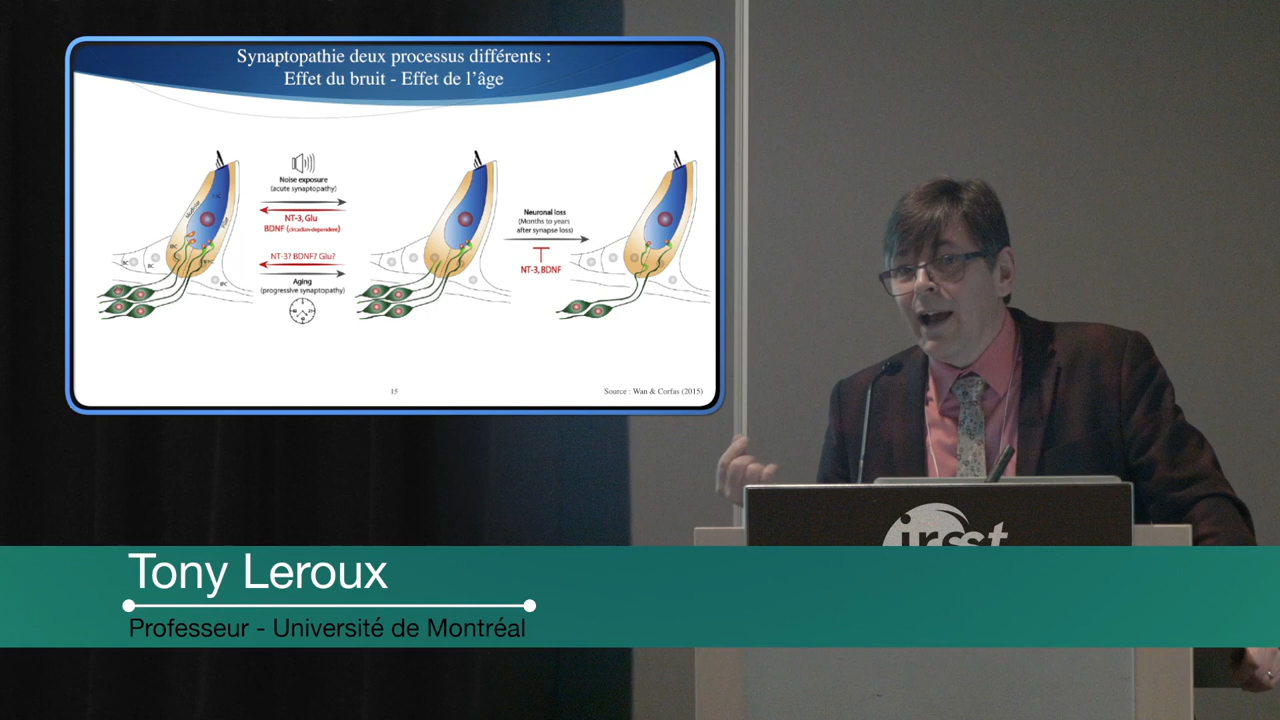 Synaptopathie deux processus différents :
Effet du bruit - Effet de l’âge
Noise exposure
(acute synaptopathy)
NT-3, Glu
BDNF (circadian-dependent)
NT-3? BDNF? Glu?
Aging
(progressive synaptopathy)
Neuronal loss
(Months to years
after synapse loss)
NT-3, BDNF
15
Source : Wan & Corfas (2015)
irsst
Tony Leroux
Professeur - Université de Montréal